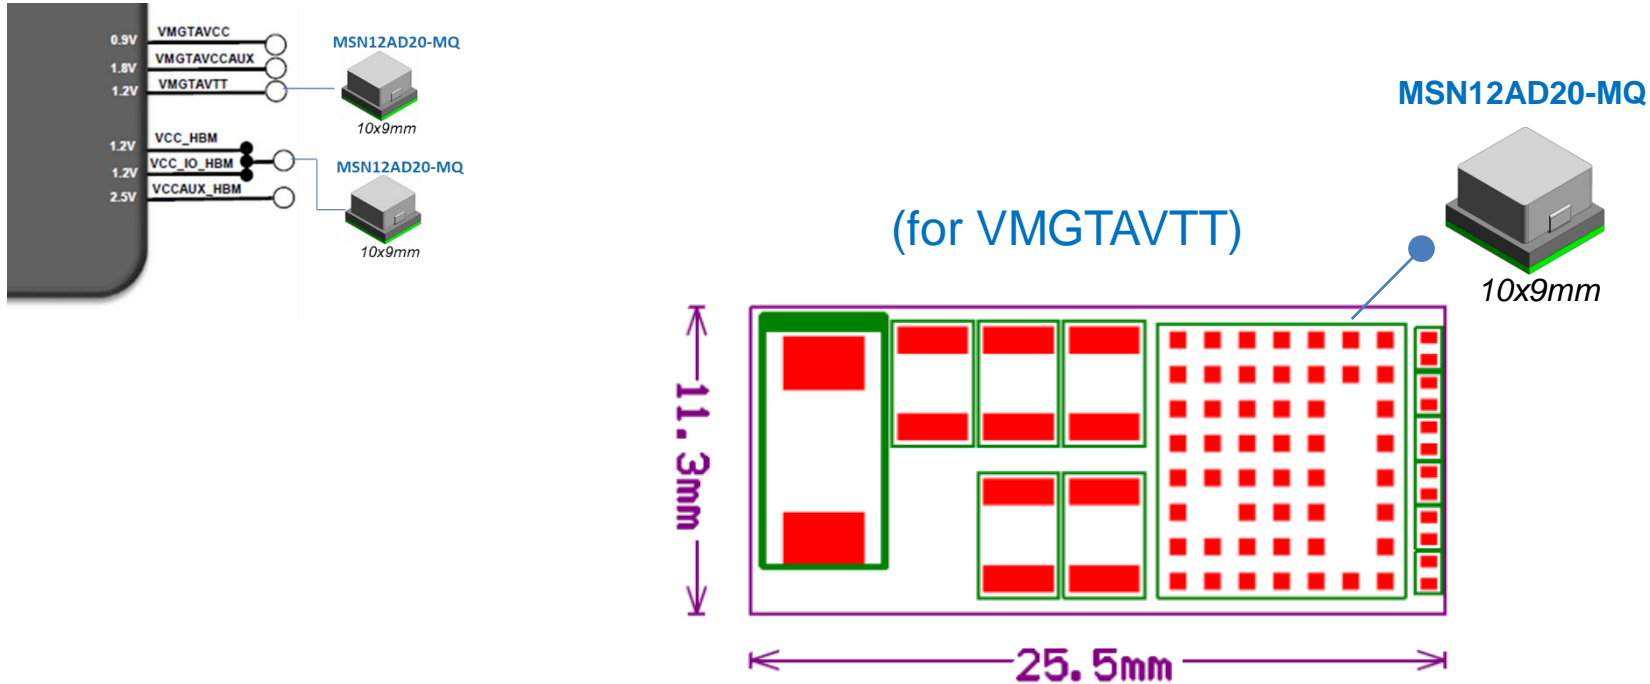 0.9V VMGTAVCC
1.8V VMGTAVCCAUX
1.2V VMGTAVTT
MSN12AD20-MQ
10x9mm
1.2V VCC_HBM
1.2V VCC_IO_HBM
2.5V VCCAUX_HBM
MSN12AD20-MQ
10x9mm
MSN12AD20-MQ
(for VMGTAVTT)
10x9mm
11.3mm
25.5mm